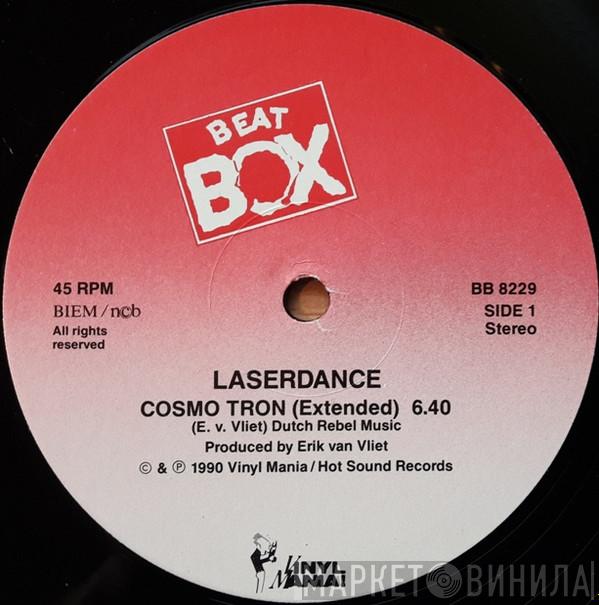 BEAT
BOX
45 RPM
BIEM/ncb
All rights
reserved
BB 8229
SIDE 1
Stereo
LASERDANCE
COSMO TRON (Extended) 6.40
(E. v. Vliet) Dutch Rebel Music
Produced by Erik van Vliet
© & ℗ 1990 Vinyl Mania/Hot Sound Records
VINYL
MANIA!
МАРКЕТ ВИНИЛА